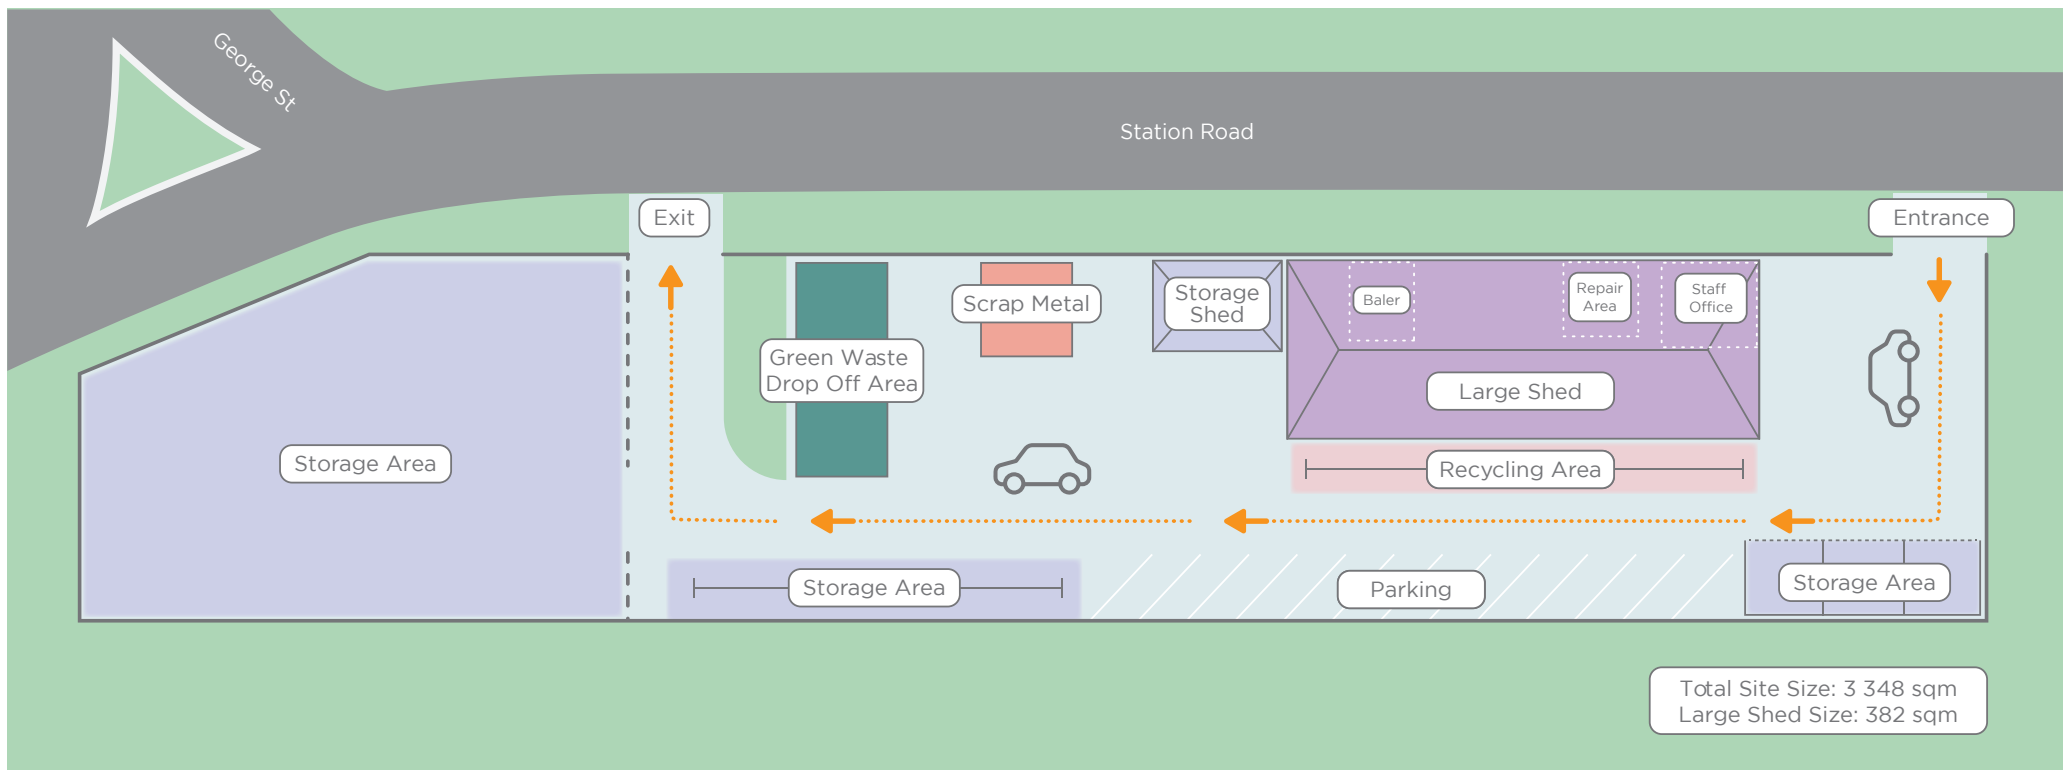 George St
Station Road
Exit
Entrance
Scrap Metal
Storage
Shed
Baler
Repair
Area
Staff
Office
Green Waste
Drop Off Area
Large Shed
Storage Area
Recycling Area
Storage Area
Parking
Storage Area
Total Site Size: 3 348 sqm
Large Shed Size: 382 sqm